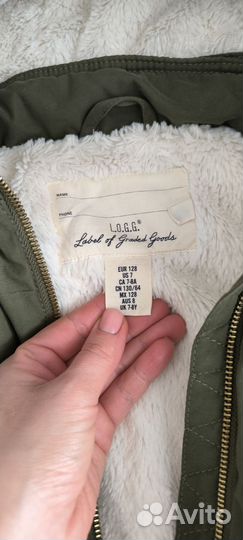 NAME
PHONE
L.O.G.G.®
Label of Graded Goods
EUR 128
US 7
CA 7-8A
CN 130/64
MX 128
AUS 8
UK 7-8Y
Avito